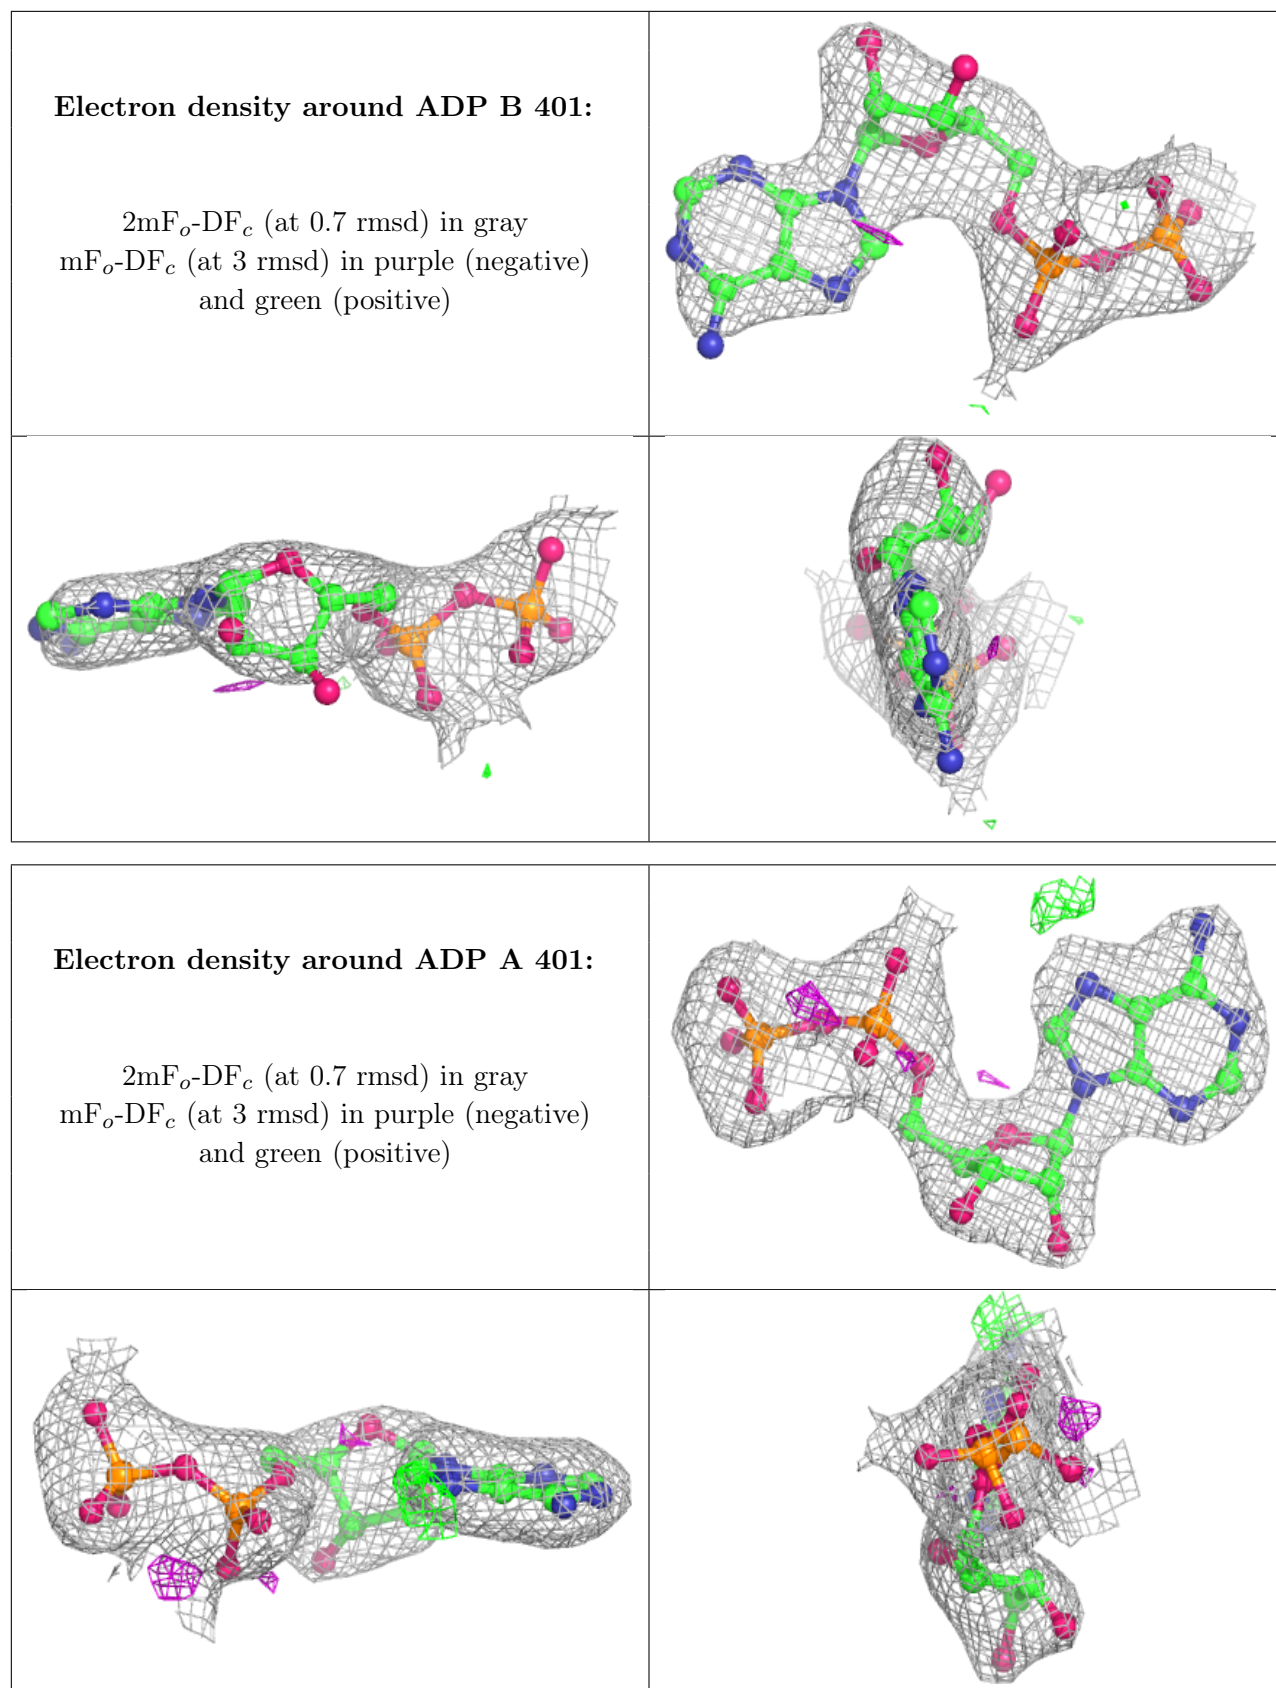 Electron density around ADP B 401:
2mFₒ-DF𝒸 (at 0.7 rmsd) in gray
mFₒ-DF𝒸 (at 3 rmsd) in purple (negative)
and green (positive)
Electron density around ADP A 401:
2mFₒ-DF𝒸 (at 0.7 rmsd) in gray
mFₒ-DF𝒸 (at 3 rmsd) in purple (negative)
and green (positive)